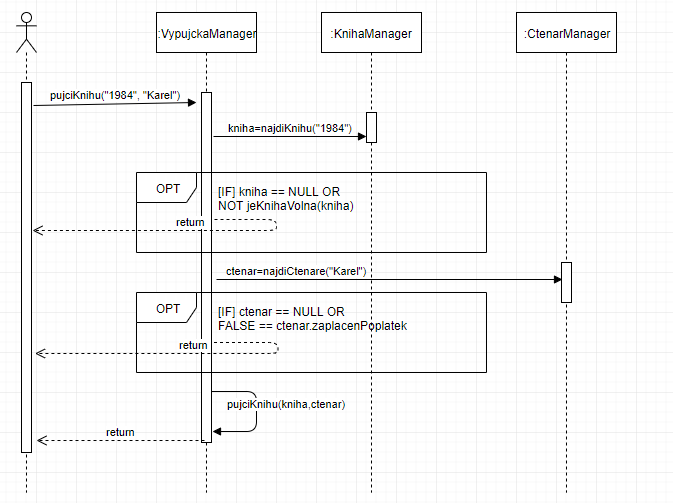 :VypujckaManager
:KnihaManager
:CtenarManager
pujciKnihu("1984", "Karel")
kniha=najdiKnihu("1984")
OPT
[IF] kniha == NULL OR
NOT jeKnihaVolna(kniha)
return
ctenar=najdiCtenare("Karel")
OPT
[IF] ctenar == NULL OR
FALSE == ctenar.zaplacenPoplatek
return
pujciKnihu(kniha,ctenar)
return